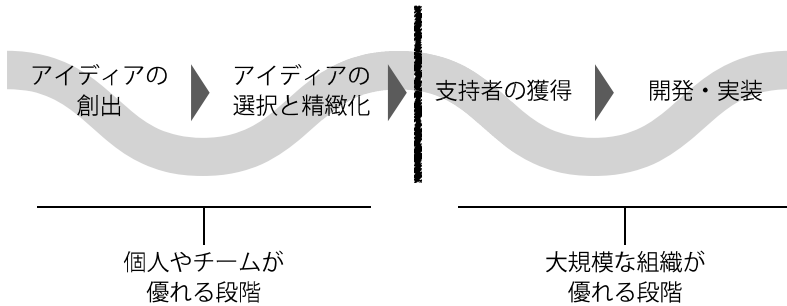 アイディアの
創出
アイディアの
選択と精緻化
支持者の獲得
開発・実装
個人やチームが
優れる段階
大規模な組織が
優れる段階